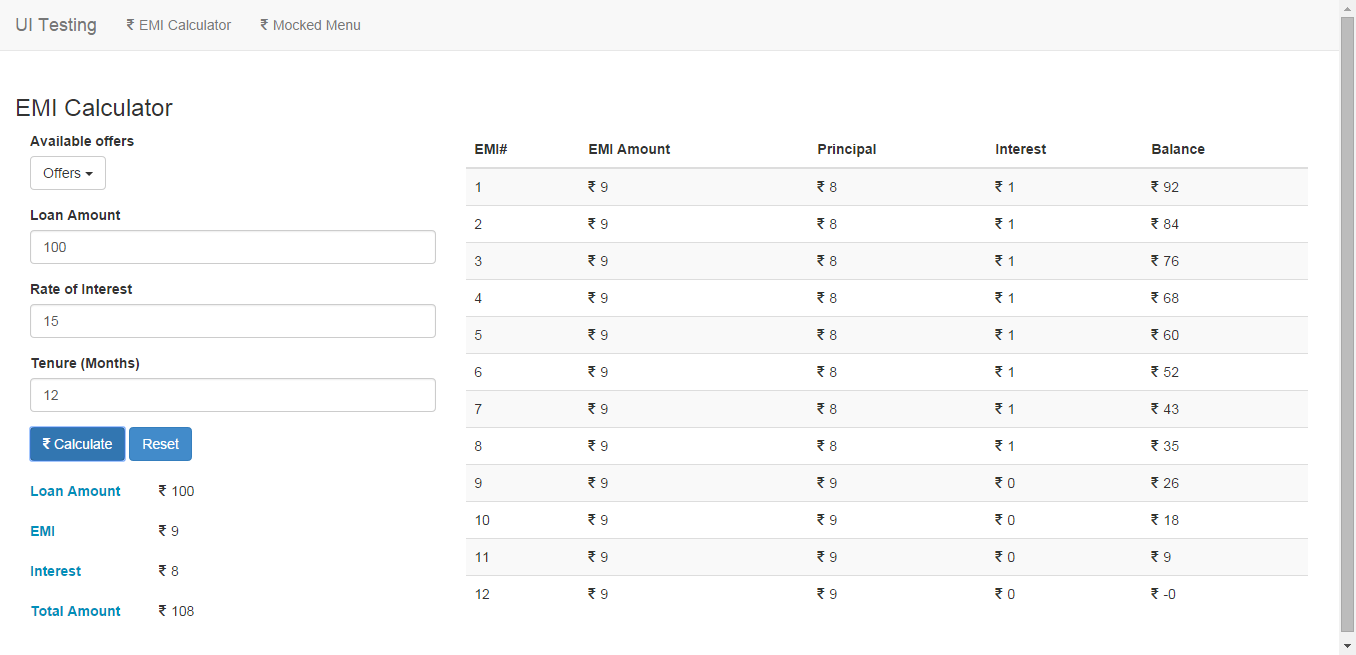 UI Testing ₹ EMI Calculator ₹ Mocked Menu
EMI Calculator
Available offers
Offers
Loan Amount
100
Rate of Interest
15
Tenure (Months)
12
₹ Calculate Reset
Loan Amount ₹ 100
EMI ₹ 9
Interest ₹ 8
Total Amount ₹ 108
EMI# EMI Amount Principal Interest Balance
1 ₹ 9 ₹ 8 ₹ 1 ₹ 92
2 ₹ 9 ₹ 8 ₹ 1 ₹ 84
3 ₹ 9 ₹ 8 ₹ 1 ₹ 76
4 ₹ 9 ₹ 8 ₹ 1 ₹ 68
5 ₹ 9 ₹ 8 ₹ 1 ₹ 60
6 ₹ 9 ₹ 8 ₹ 1 ₹ 52
7 ₹ 9 ₹ 8 ₹ 1 ₹ 43
8 ₹ 9 ₹ 8 ₹ 1 ₹ 35
9 ₹ 9 ₹ 9 ₹ 0 ₹ 26
10 ₹ 9 ₹ 9 ₹ 0 ₹ 18
11 ₹ 9 ₹ 9 ₹ 0 ₹ 9
12 ₹ 9 ₹ 9 ₹ 0 ₹ -0